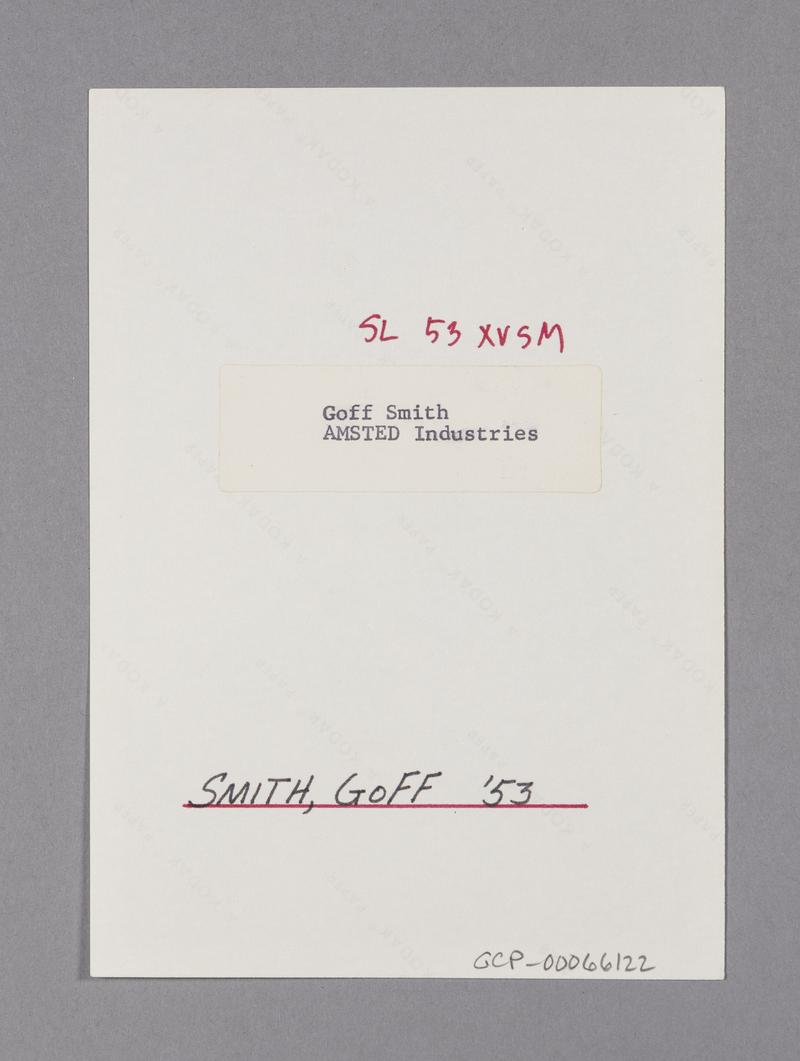 SL 53 XVSM
Goff Smith
AMSTED Industries
SMITH, GOFF '53
GCP-00066122